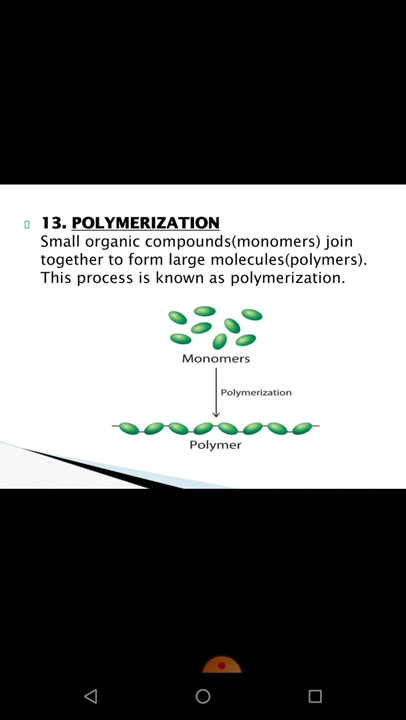 13. POLYMERIZATION
Small organic compounds(monomers) join
together to form large molecules(polymers).
This process is known as polymerization.
Monomers
Polymerization
Polymer